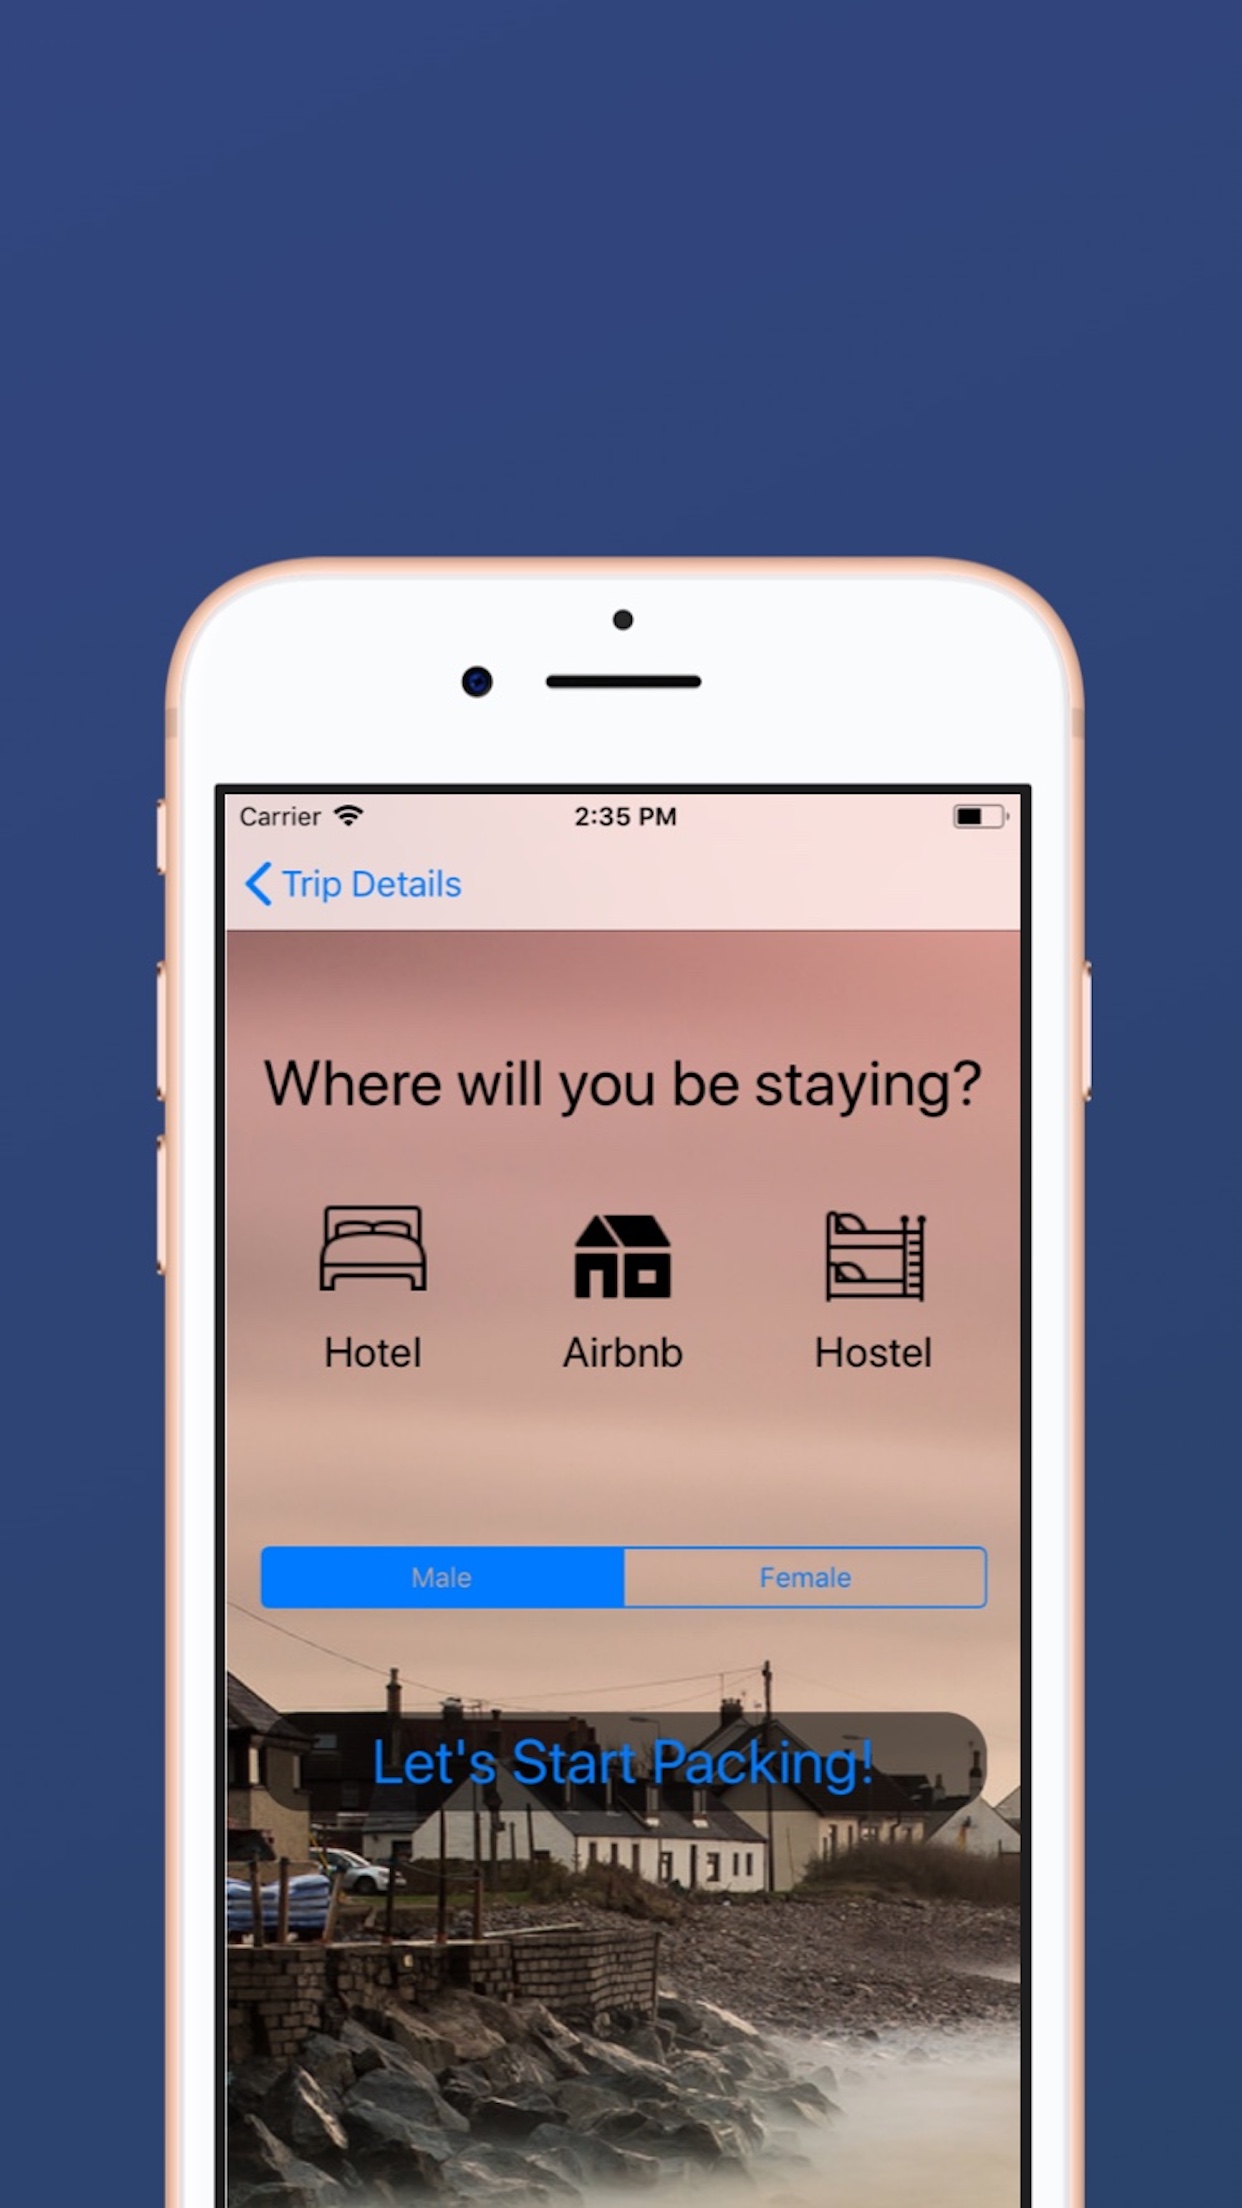 Carrier 2:35 PM
Trip Details
Where will you be staying?
Hotel Airbnb Hostel
Male Female
Let's Start Packing!